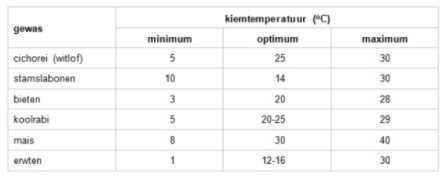 gewas kiemtemperatuur (ºC)
minimum optimum maximum
cichorei (witlof) 5 25 30
stamslabonen 10 14 30
bieten 3 20 28
koolrabi 5 20-25 29
mais 8 30 40
erwten 1 12-16 30